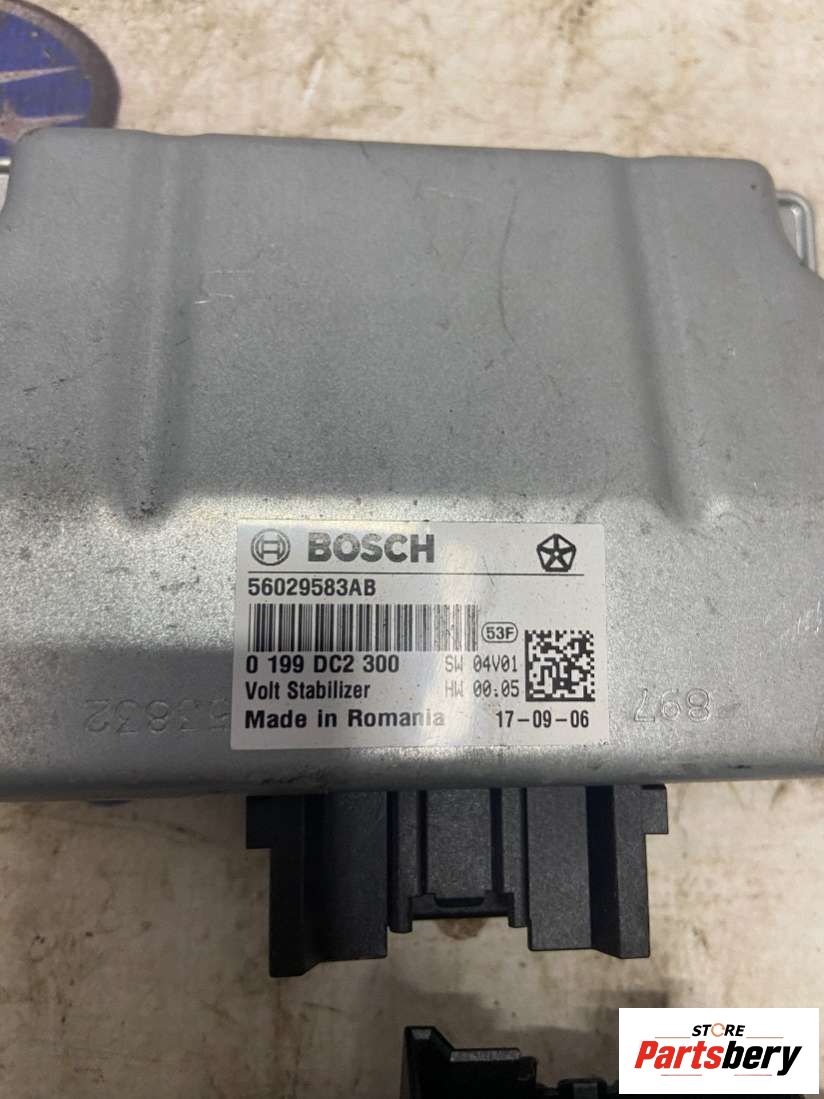 BOSCH
56029583AB
53F
0 199 DC2 300 SW 04V01
Volt Stabilizer HW 00.05
Made in Romania 17-09-06
897
STORE
Partsbery